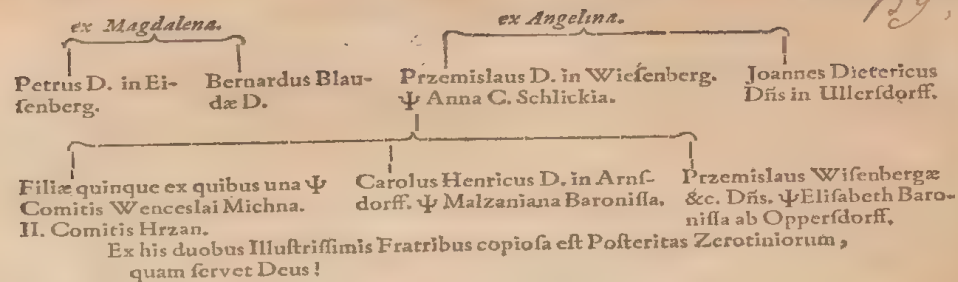 ex Magdalena.
ex Angelina.
Petrus D. in Ei-
ſenberg.
Bernardus Blau-
dæ D.
Przemislaus D. in Wieſenberg.
Ψ Anna C. Schlickia.
Joannes Dietericus
Dñs in Ullerſdorff.
Filiæ quinque ex quibus una Ψ
Comitis Wenceslai Michna.
II. Comitis Hrzan.
Carolus Henricus D. in Arnſ-
dorff. Ψ Malzaniana Baroniſſa.
Przemislaus Wiſenbergæ
&c. Dñs. Ψ Eliſabeth Baro-
niſſa ab Opperſdorff.
Ex his duobus Illuſtriſſimis Fratribus copioſa eſt Poſteritas Zerotiniorum,
quam ſervet Deus!